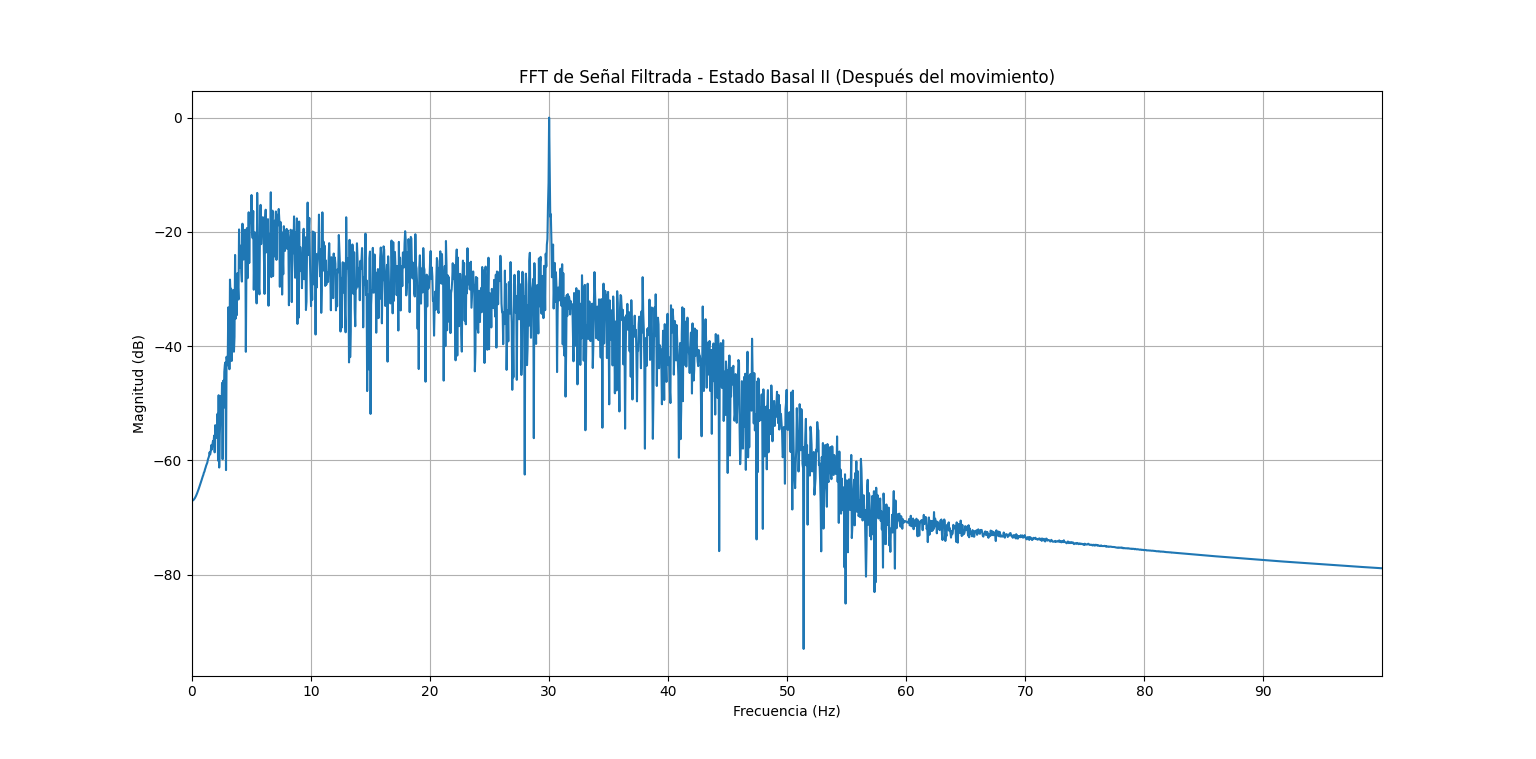 FFT de Señal Filtrada - Estado Basal II (Después del movimiento)
Magnitud (dB)
0
−20
−40
−60
−80
0 10 20 30 40 50 60 70 80 90
Frecuencia (Hz)